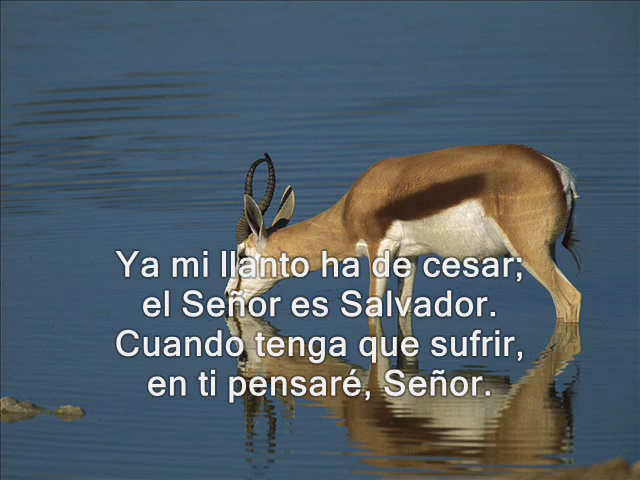 Ya mi llanto ha de cesar;
el Señor es Salvador.
Cuando tenga que sufrir,
en ti pensaré, Señor.